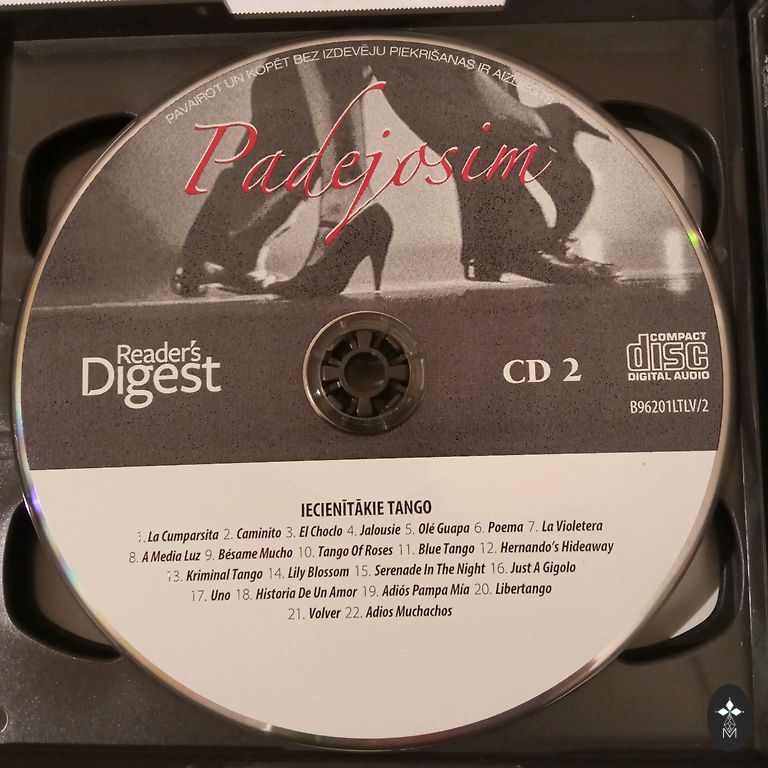 PAVAIROT UN KOPĒT BEZ IZDEVĒJU PIEKRIŠANAS IR
Padejosim
Reader's
Digest
CD 2
COMPACT
disc
DIGITAL AUDIO
B96201LTLV/2
IECIENĪTĀKIE TANGO
1. La Cumparsita 2. Caminito 3. El Choclo 4. Jalousie 5. Olé Guapa 6. Poema 7. La Violetera
8. A Media Luz 9. Bésame Mucho 10. Tango Of Roses 11. Blue Tango 12. Hernando's Hideaway
13. Kriminal Tango 14. Lily Blossom 15. Serenade In The Night 16. Just A Gigolo
17. Uno 18. Historia De Un Amor 19. Adiós Pampa Mía 20. Libertango
21. Volver 22. Adios Muchachos
M